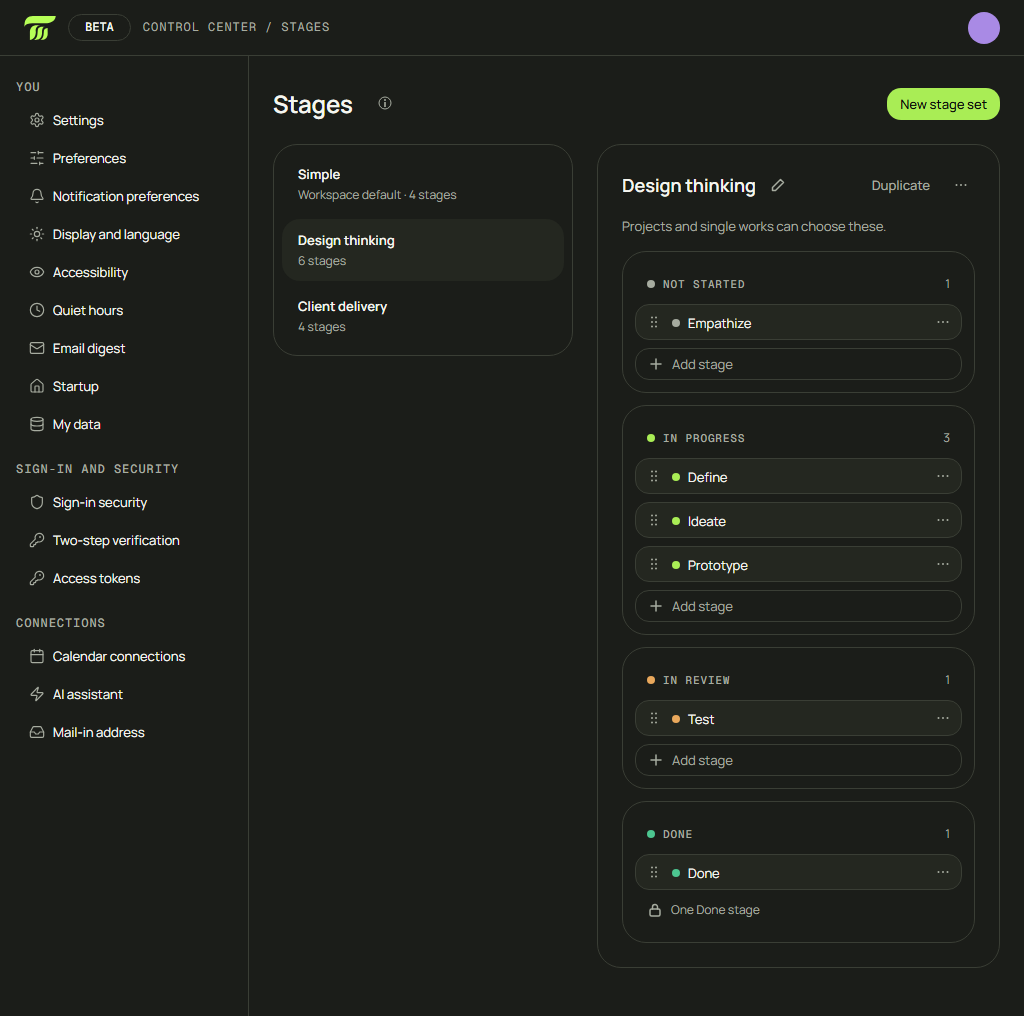 BETA
CONTROL CENTER / STAGES
YOU
Settings
Preferences
Notification preferences
Display and language
Accessibility
Quiet hours
Email digest
Startup
My data
SIGN-IN AND SECURITY
Sign-in security
Two-step verification
Access tokens
CONNECTIONS
Calendar connections
AI assistant
Mail-in address
Stages
New stage set
Simple
Workspace default · 4 stages
Design thinking
6 stages
Client delivery
4 stages
Design thinking
Duplicate
Projects and single works can choose these.
NOT STARTED 1
Empathize
Add stage
IN PROGRESS 3
Define
Ideate
Prototype
Add stage
IN REVIEW 1
Test
Add stage
DONE 1
Done
One Done stage